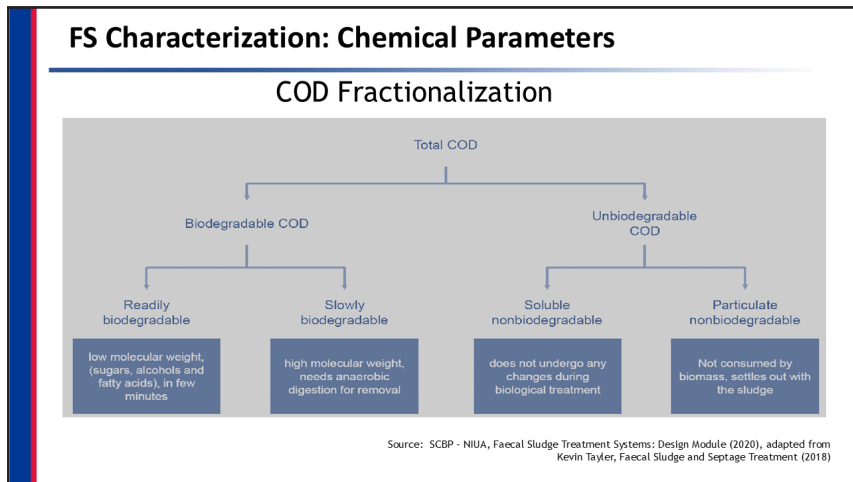 FS Characterization: Chemical Parameters
COD Fractionalization
Total COD
Biodegradable COD
Unbiodegradable
COD
Readily
biodegradable
Slowly
biodegradable
Soluble
nonbiodegradable
Particulate
nonbiodegradable
low molecular weight,
(sugars, alcohols and
fatty acids), in few
minutes
high molecular weight,
needs anaerobic
digestion for removal
does not undergo any
changes during
biological treatment
Not consumed by
biomass, settles out with
the sludge
Source: SCBP - NIUA, Faecal Sludge Treatment Systems: Design Module (2020), adapted from
Kevin Tayler, Faecal Sludge and Septage Treatment (2018)